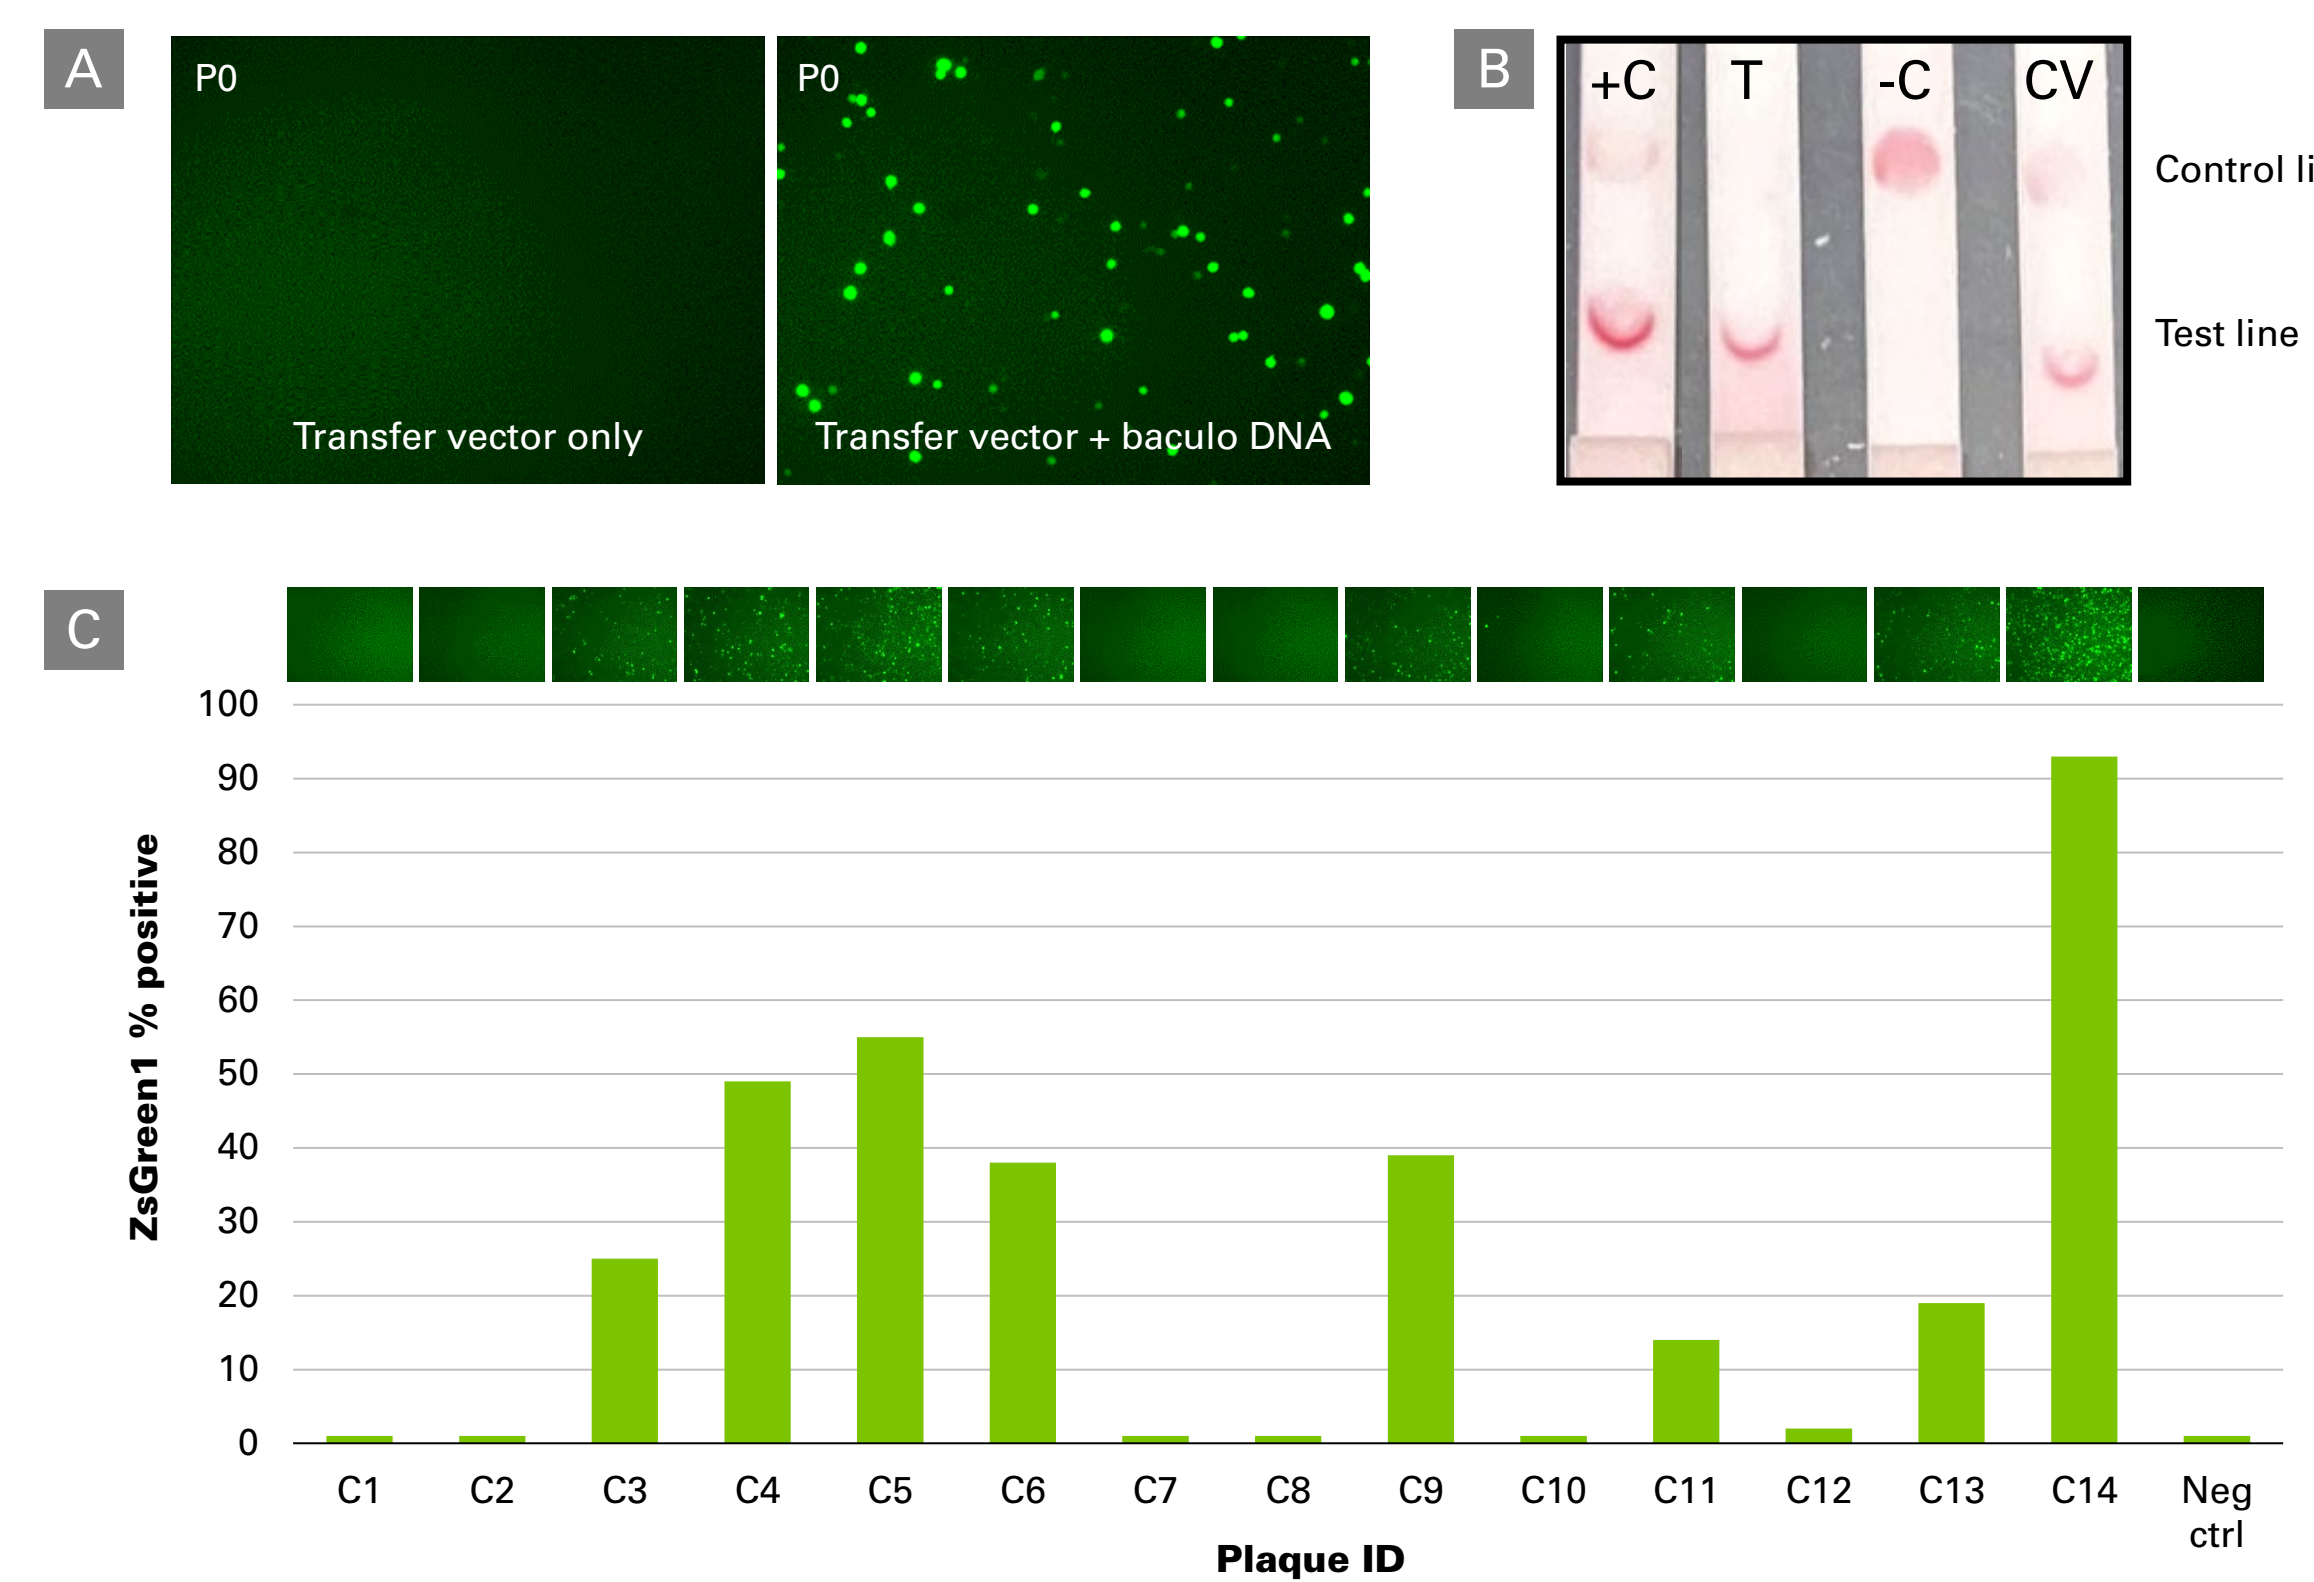 A
P0
Transfer vector only
P0
Transfer vector + baculo DNA
B
+C
T
-C
CV
Control li
Test line
C
100
90
80
70
60
50
40
30
20
10
0
ZsGreen1 % positive
C1
C2
C3
C4
C5
C6
C7
C8
C9
C10
C11
C12
C13
C14
Neg
ctrl
Plaque ID